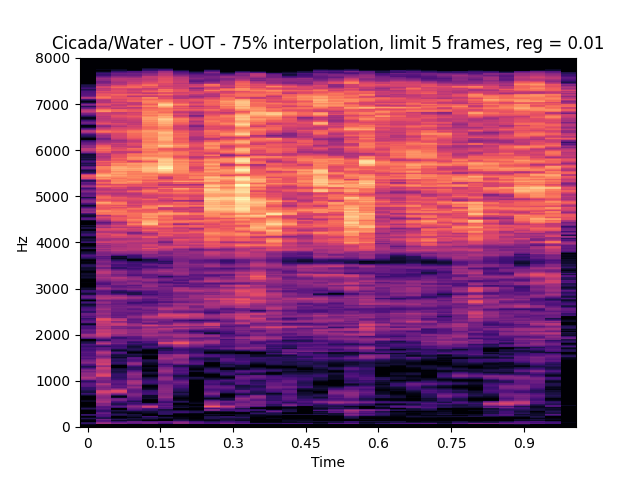 Cicada/Water - UOT - 75% interpolation, limit 5 frames, reg = 0.01
8000
7000
6000
5000
4000
3000
2000
1000
0
Hz
0 0.15 0.3 0.45 0.6 0.75 0.9
Time